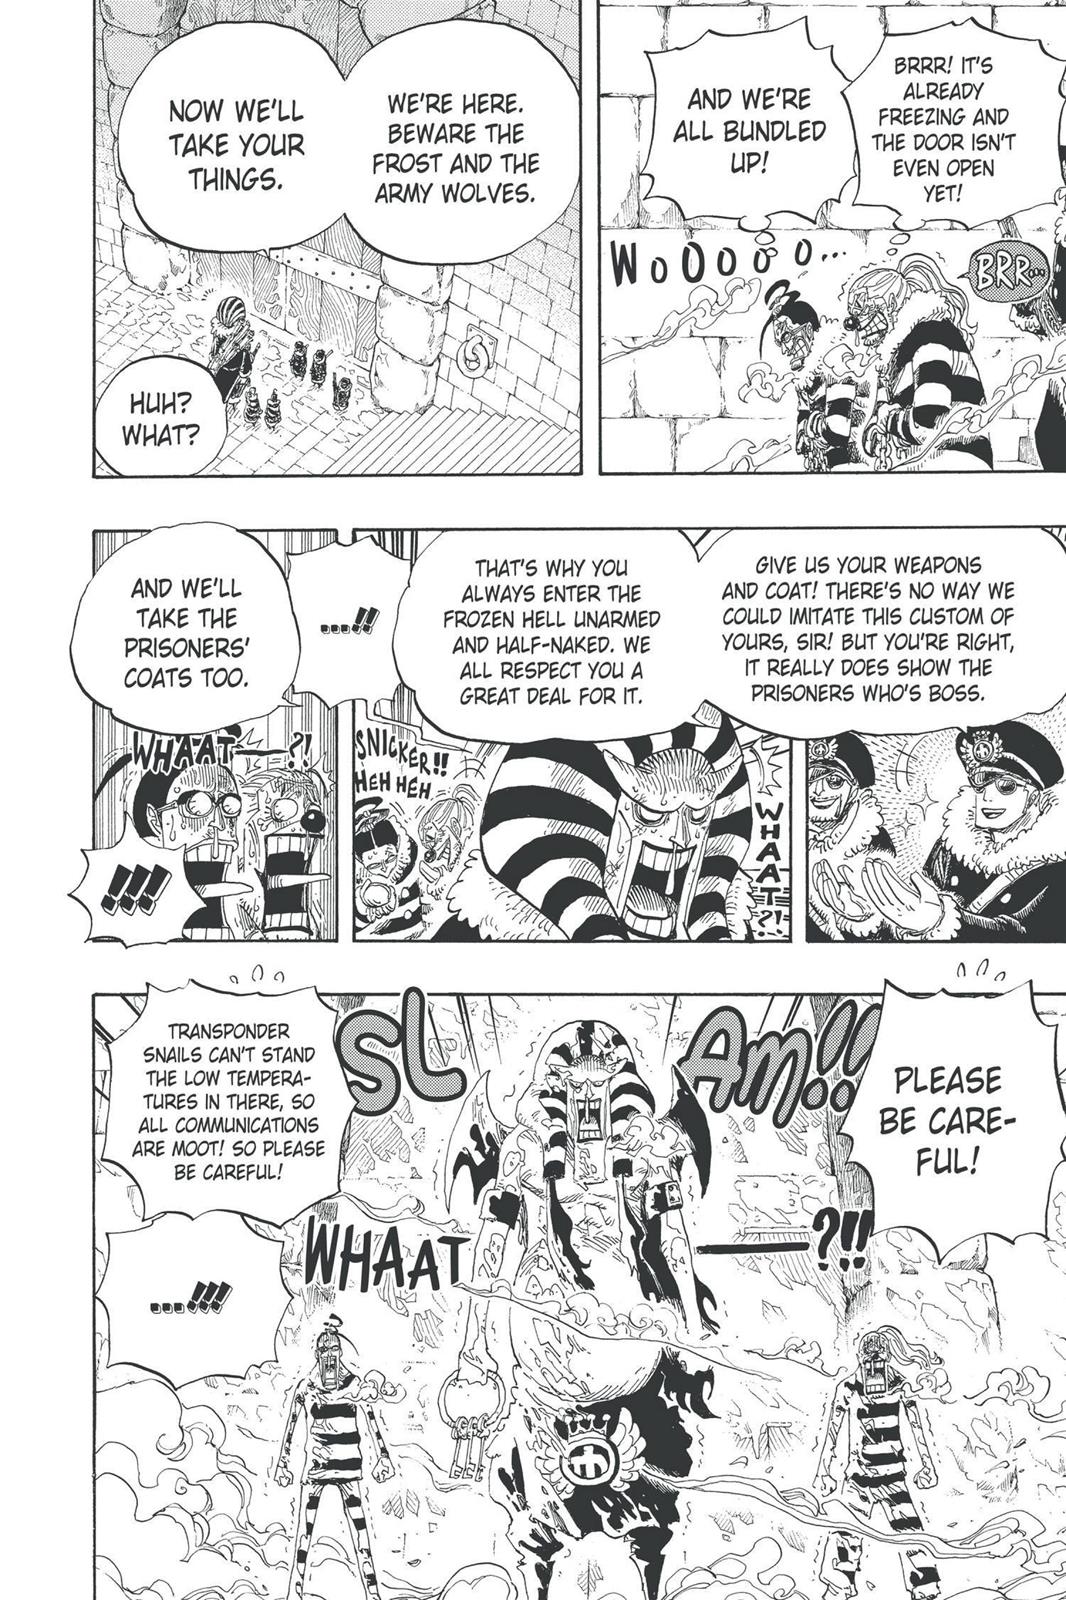 BRRR! IT'S
ALREADY
FREEZING AND
THE DOOR ISN'T
EVEN OPEN
YET!
AND WE'RE
ALL BUNDLED
UP!
BRR...
WOOOOO...
WE'RE HERE.
BEWARE THE
FROST AND THE
ARMY WOLVES.
NOW WE'LL
TAKE YOUR
THINGS.
HUH?
WHAT?
GIVE US YOUR WEAPONS
AND COAT! THERE'S NO WAY WE
COULD IMITATE THIS CUSTOM OF
YOURS, SIR! BUT YOU'RE RIGHT,
IT REALLY DOES SHOW THE
PRISONERS WHO'S BOSS.
THAT'S WHY YOU
ALWAYS ENTER THE
FROZEN HELL UNARMED
AND HALF-NAKED. WE
ALL RESPECT YOU A
GREAT DEAL FOR IT.
WHAAT?!
...!!
SNICKER!!
HEH HEH
AND WE'LL
TAKE THE
PRISONERS'
COATS TOO.
WHAAT—?!
!!!!
PLEASE
BE CARE-
FUL!
SLAM!!
TRANSPONDER
SNAILS CAN'T STAND
THE LOW TEMPERA-
TURES IN THERE, SO
ALL COMMUNICATIONS
ARE MOOT! SO PLEASE
BE CAREFUL!
WHAAT—?!!
...!!!!